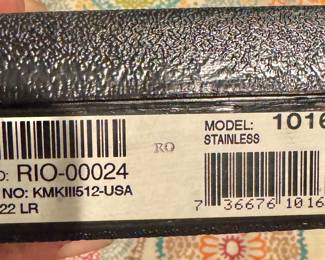 MODEL: 1016
STAINLESS
RO
D: RIO-00024
NO: KMKIII512-USA
22 LR
7 36676 1016